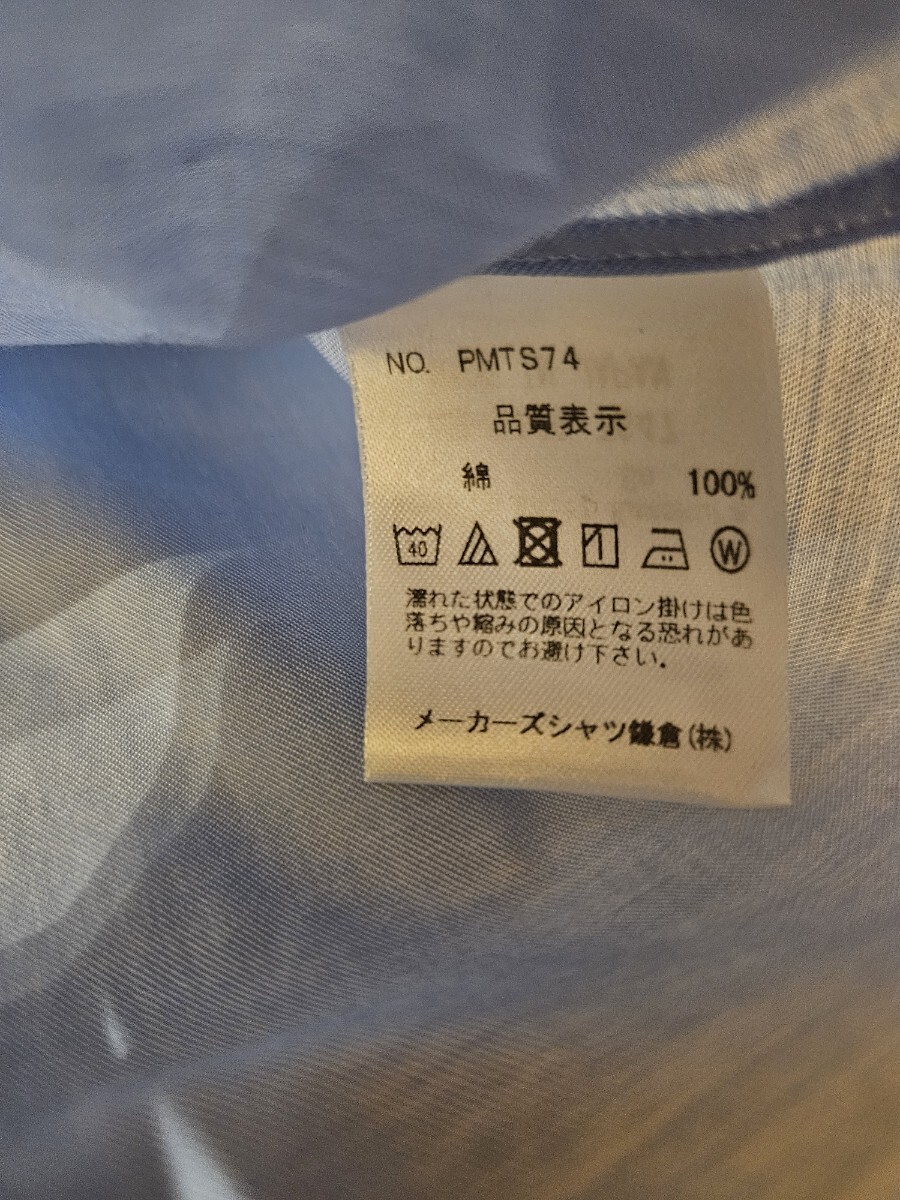 NO. PMTS74
品質表示
綿 100%
40 W
濡れた状態でのアイロン掛けは色
落ちや縮みの原因となる恐れがあ
りますのでお避け下さい。
メーカーズシャツ鎌倉(株)